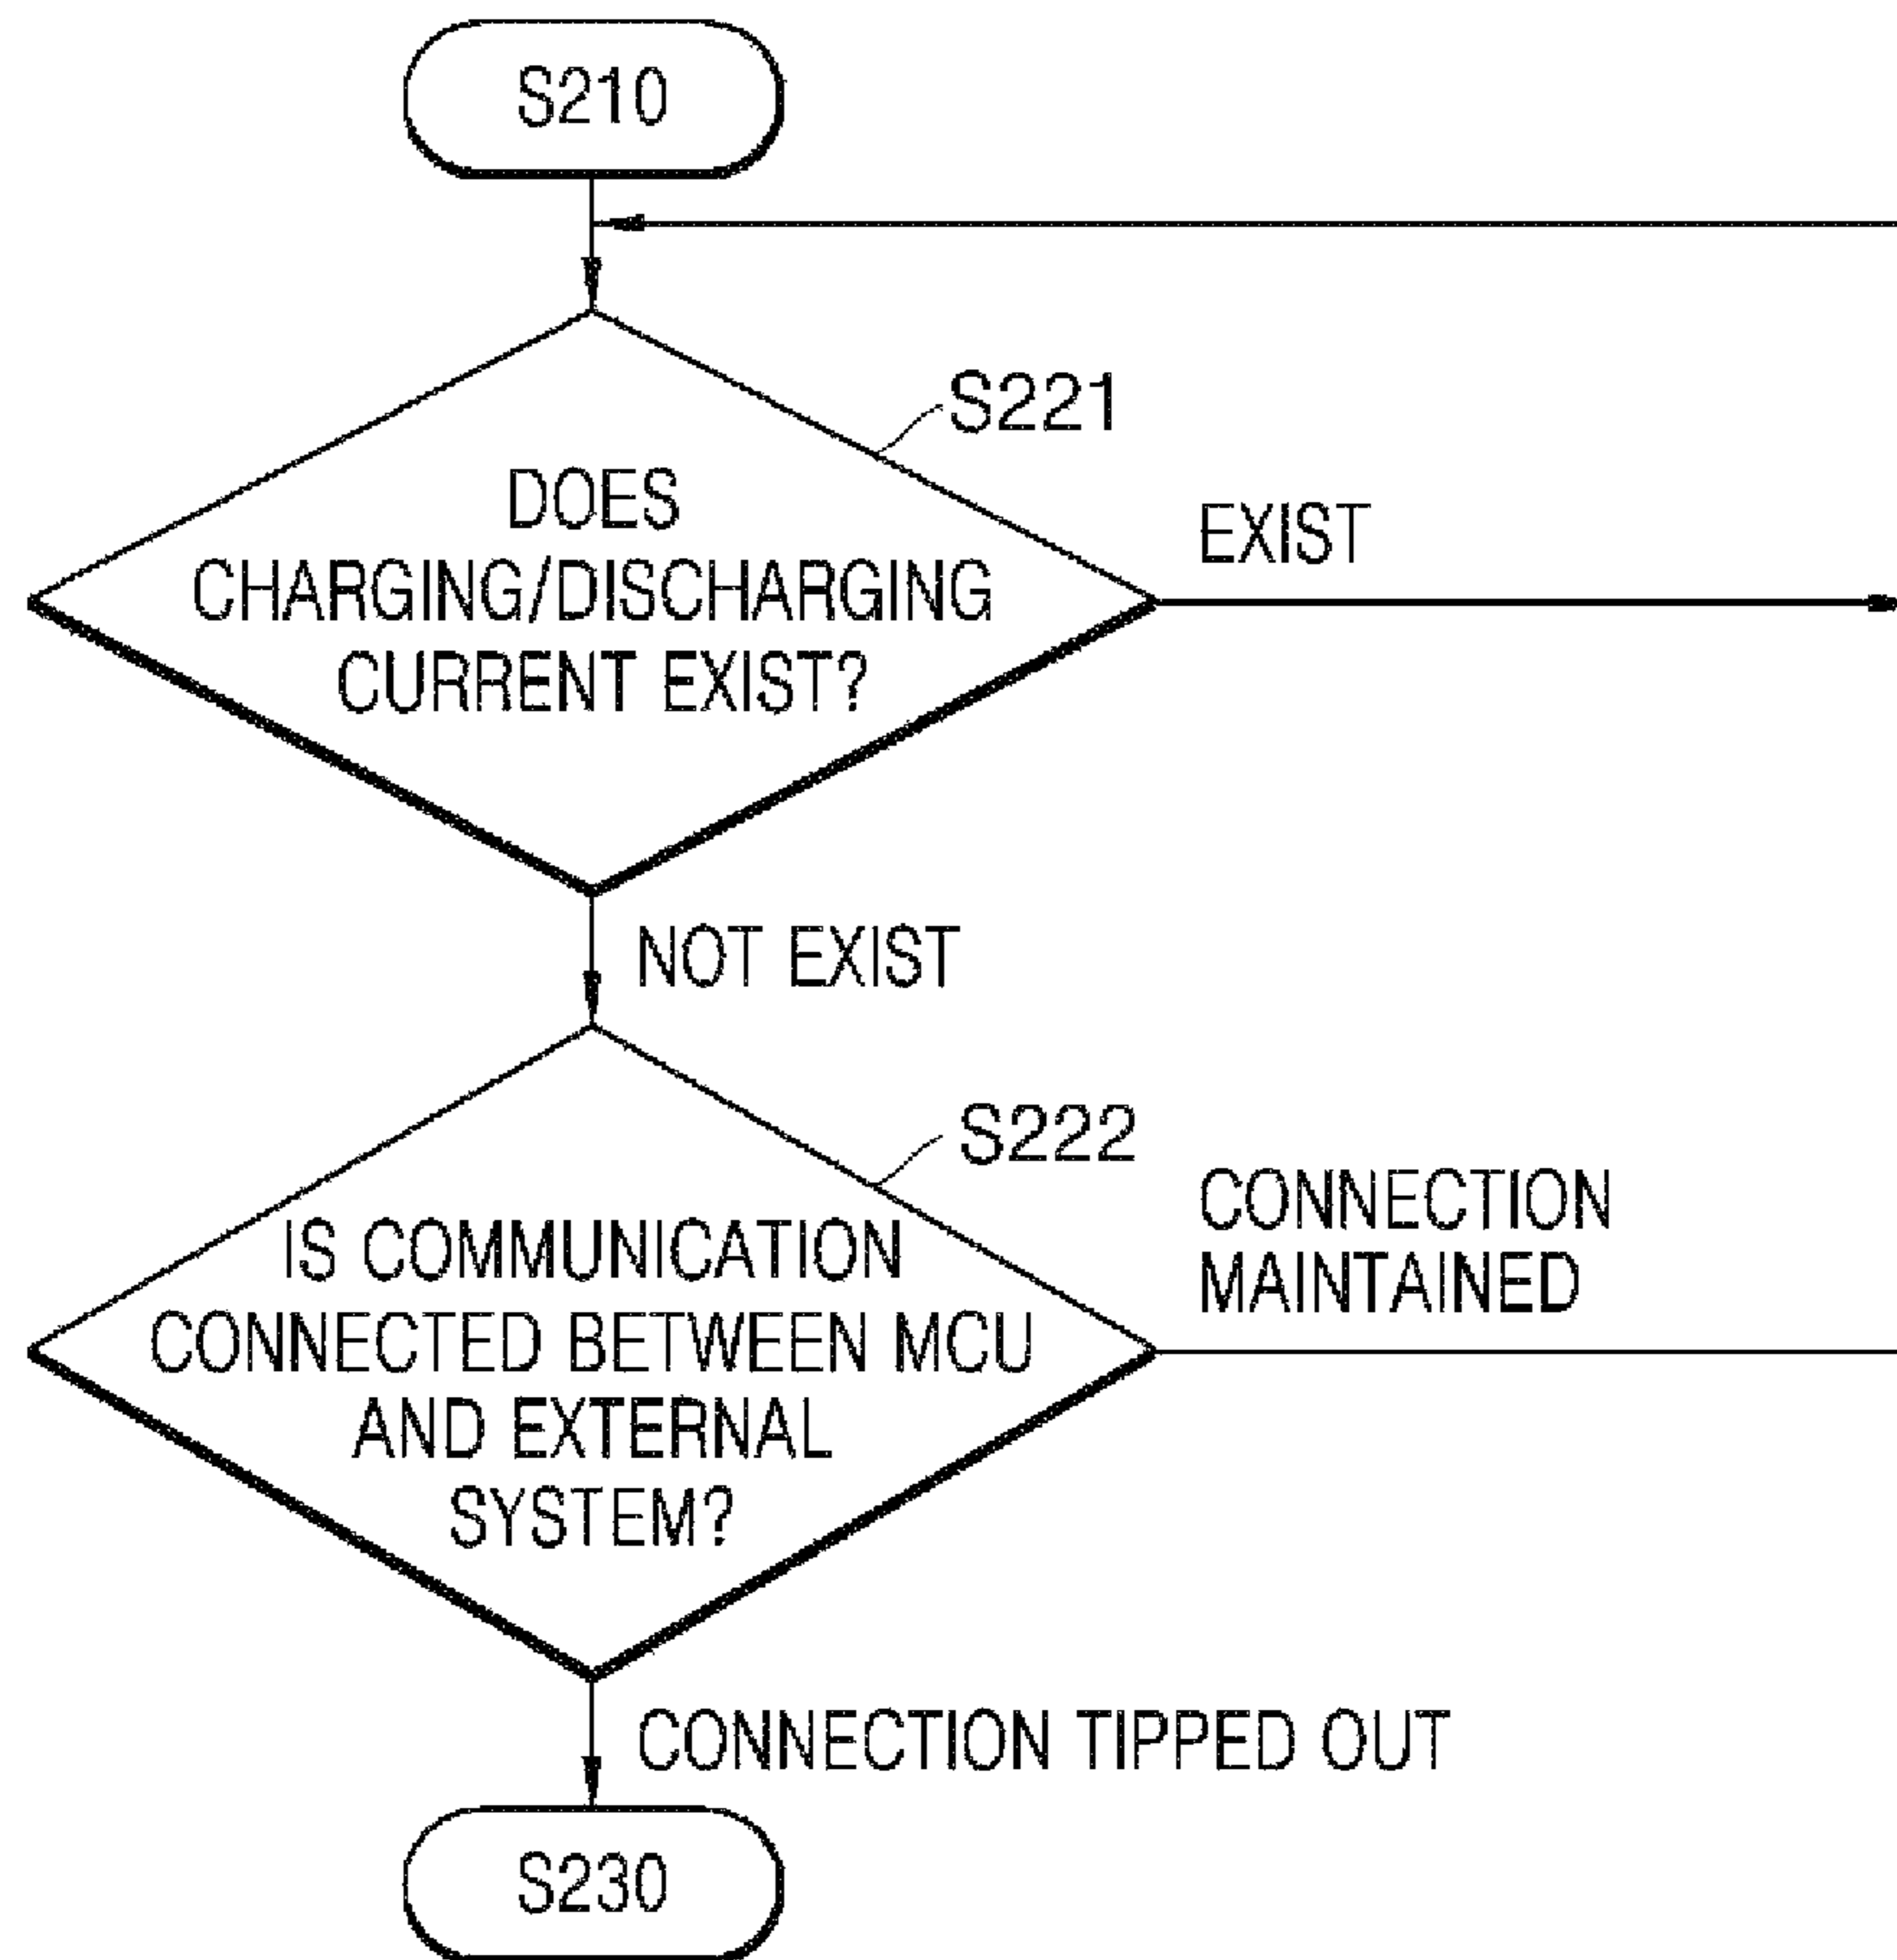 S210
S221
DOES
CHARGING/DISCHARGING
CURRENT EXIST?
EXIST
NOT EXIST
S222
IS COMMUNICATION
CONNECTED BETWEEN MCU
AND EXTERNAL
SYSTEM?
CONNECTION
MAINTAINED
CONNECTION TIPPED OUT
S230